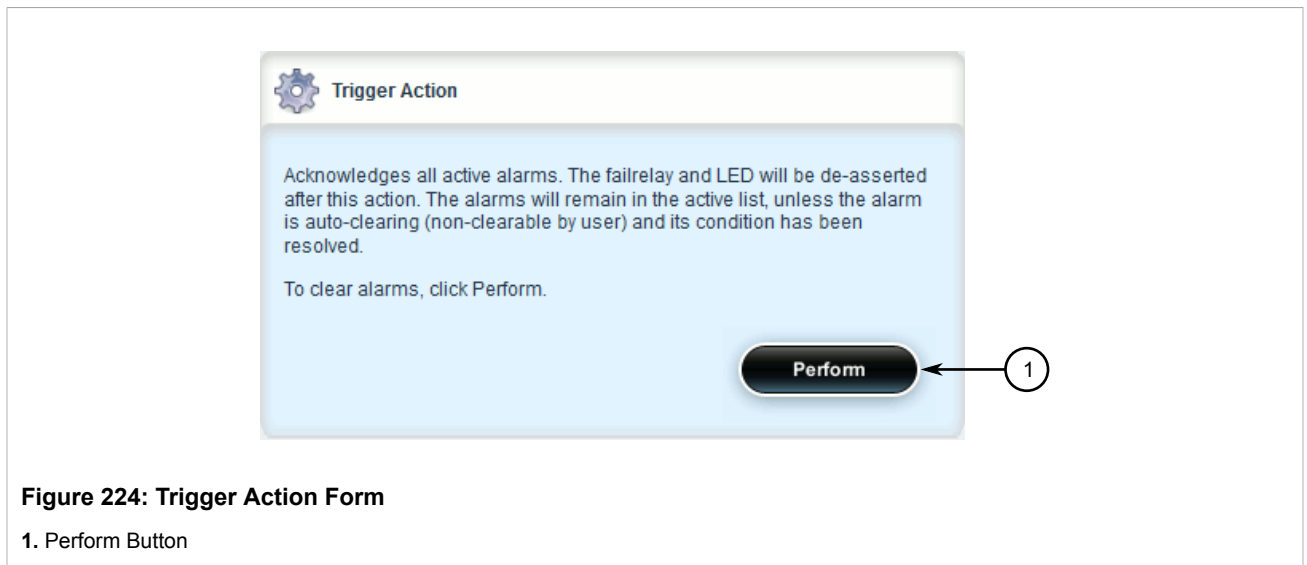 Trigger Action
Acknowledges all active alarms. The failrelay and LED will be de-asserted
after this action. The alarms will remain in the active list, unless the alarm
is auto-clearing (non-clearable by user) and its condition has been
resolved.
To clear alarms, click Perform.
Perform
1
Figure 224: Trigger Action Form
1. Perform Button